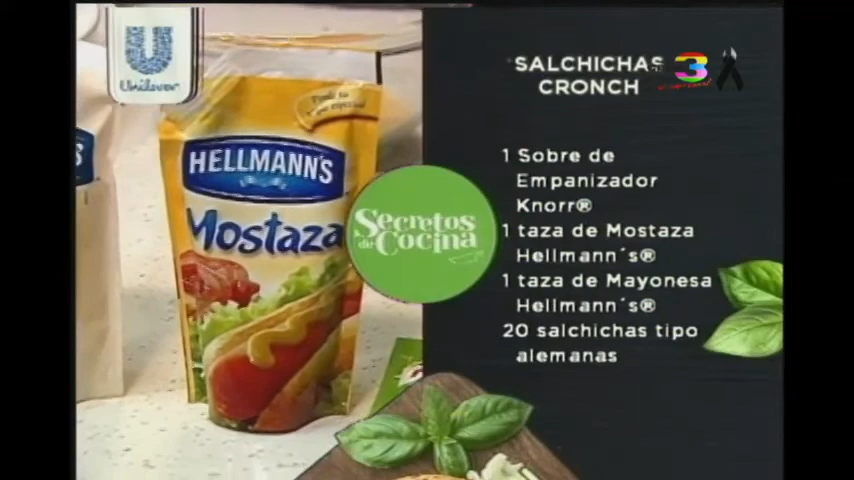 Unilever
HELLMANN'S
Mostaza
Secretos
de Cocina
SALCHICHAS
CRONCH
3
1 Sobre de
Empanizador
Knorr®
1 taza de Mostaza
Hellmann´s®
1 taza de Mayonesa
Hellmann´s®
20 salchichas tipo
alemanas